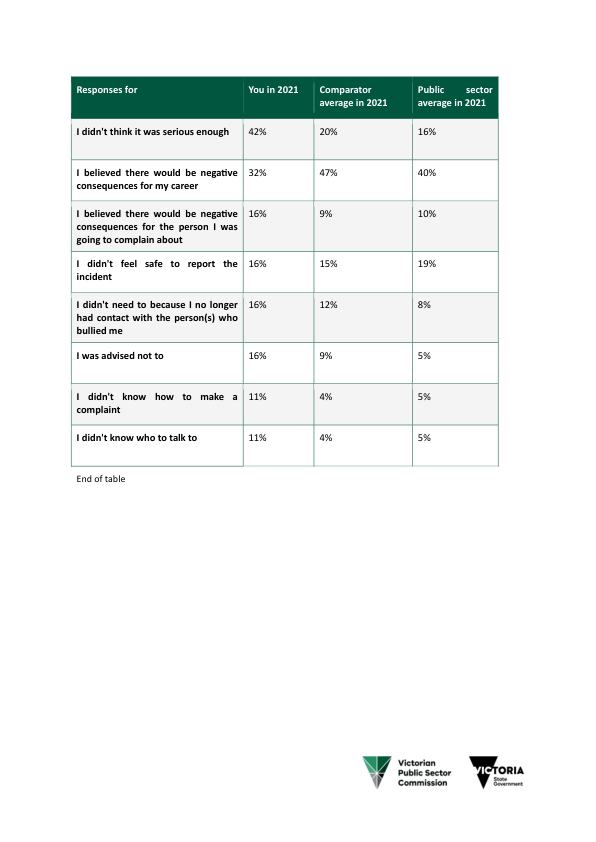 Responses for You in 2021 Comparator Public sector
average in 2021 average in 2021
I didn't think it was serious enough 42% 20% 16%
I believed there would be negative 32% 47% 40%
consequences for my career
I believed there would be negative 16% 9% 10%
consequences for the person I was
going to complain about
I didn't feel safe to report the 16% 15% 19%
incident
I didn't need to because I no longer 16% 12% 8%
had contact with the person(s) who
bullied me
I was advised not to 16% 9% 5%
I didn't know how to make a 11% 4% 5%
complaint
I didn't know who to talk to 11% 4% 5%
End of table
Victorian
Public Sector
Commission
VICTORIA
State
Government